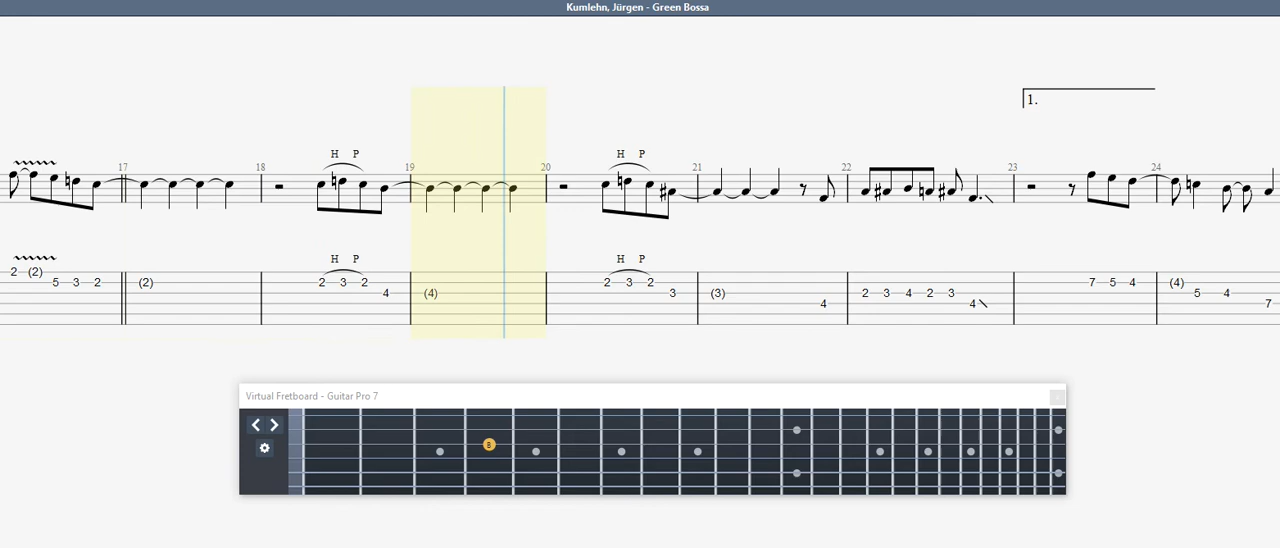 Kumlehn, Jürgen - Green Bossa
1.
H P H P
17 18 19 20 21 22 23 24
H P H P
2 (2) 5 3 2 (2) 2 3 2 4 (4) 2 3 2 3 (3) 4 2 3 4 2 3 4 7 5 4 (4) 5 4 7
Virtual Fretboard - Guitar Pro 7
B